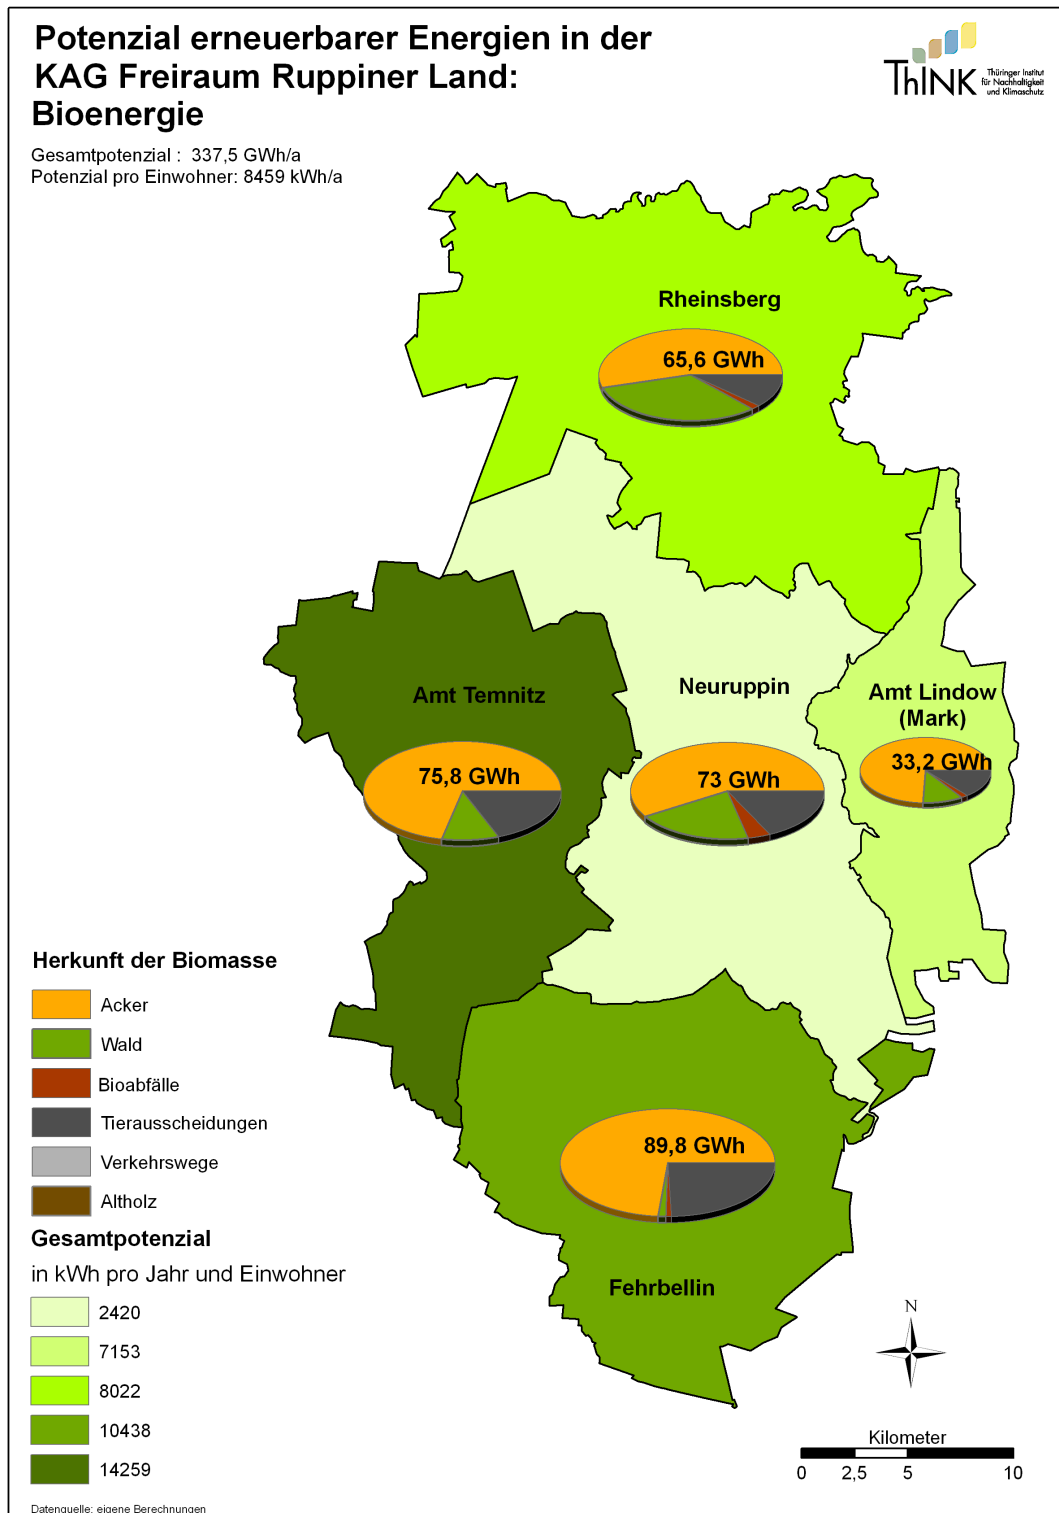 Potenzial erneuerbarer Energien in der
KAG Freiraum Ruppiner Land:
Bioenergie
Gesamtpotenzial : 337,5 GWh/a
Potenzial pro Einwohner: 8459 kWh/a
ThINK
Thüringer Institut
für Nachhaltigkeit
und Klimaschutz
Rheinsberg
65,6 GWh
Amt Temnitz
75,8 GWh
Neuruppin
73 GWh
Amt Lindow
(Mark)
33,2 GWh
89,8 GWh
Fehrbellin
Herkunft der Biomasse
Acker
Wald
Bioabfälle
Tierausscheidungen
Verkehrswege
Altholz
Gesamtpotenzial
in kWh pro Jahr und Einwohner
2420
7153
8022
10438
14259
N
Kilometer
0 2,5 5 10
Datenquelle: eigene Berechnungen